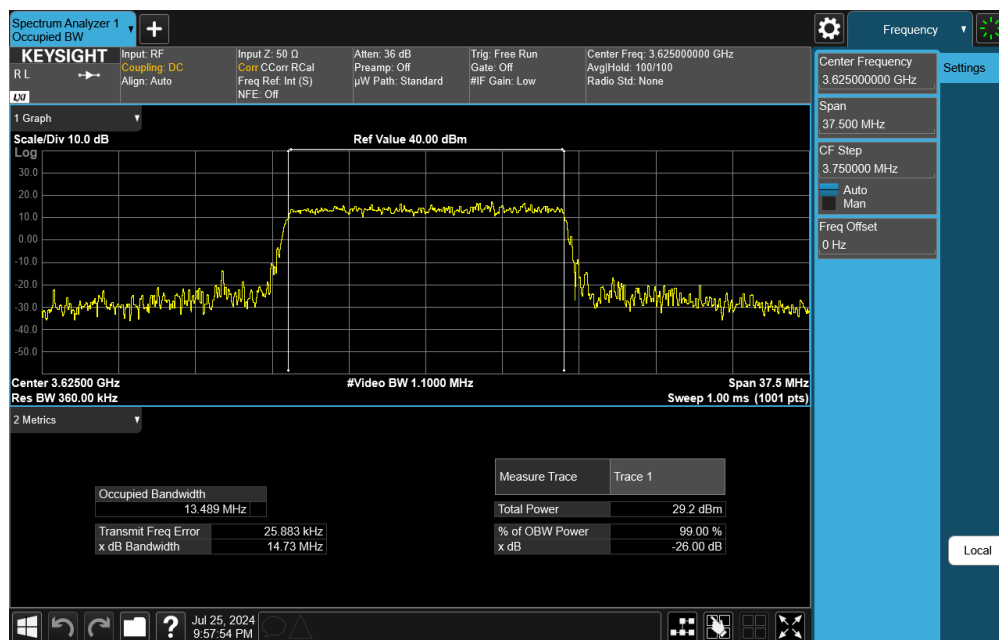 Spectrum Analyzer 1
Occupied BW
Frequency
KEYSIGHT
RL
LXI
Input: RF
Coupling: DC
Align: Auto
Input Z: 50 Ω
Corr CCorr RCal
Freq Ref: Int (S)
NFE: Off
Atten: 36 dB
Preamp: Off
µW Path: Standard
Trig: Free Run
Gate: Off
#IF Gain: Low
Center Freq: 3.625000000 GHz
Avg|Hold: 100/100
Radio Std: None
Center Frequency
3.625000000 GHz
Settings
Span
37.500 MHz
CF Step
3.750000 MHz
Auto
Man
Freq Offset
0 Hz
Local
1 Graph
Scale/Div 10.0 dB
Ref Value 40.00 dBm
Log
30.0
20.0
10.0
0.00
-10.0
-20.0
-30.0
-40.0
-50.0
Center 3.62500 GHz
#Video BW 1.1000 MHz
Span 37.5 MHz
Res BW 360.00 kHz
Sweep 1.00 ms (1001 pts)
2 Metrics
Occupied Bandwidth
13.489 MHz
Transmit Freq Error 25.883 kHz
x dB Bandwidth 14.73 MHz
Measure Trace Trace 1
Total Power 29.2 dBm
% of OBW Power 99.00 %
x dB -26.00 dB
?
Jul 25, 2024
9:57:54 PM